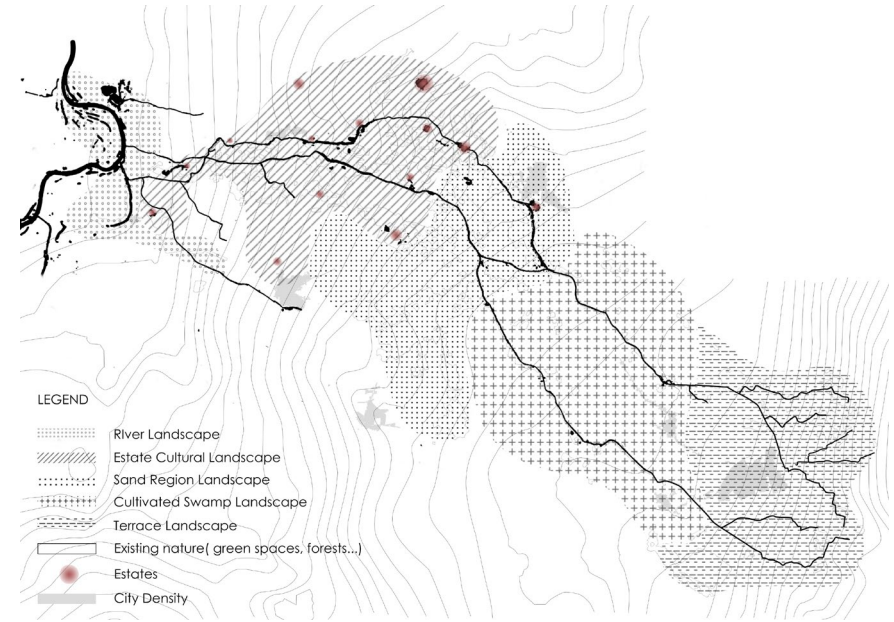 LEGEND
River Landscape
Estate Cultural Landscape
Sand Region Landscape
Cultivated Swamp Landscape
Terrace Landscape
Existing nature( green spaces, forests...)
Estates
City Density